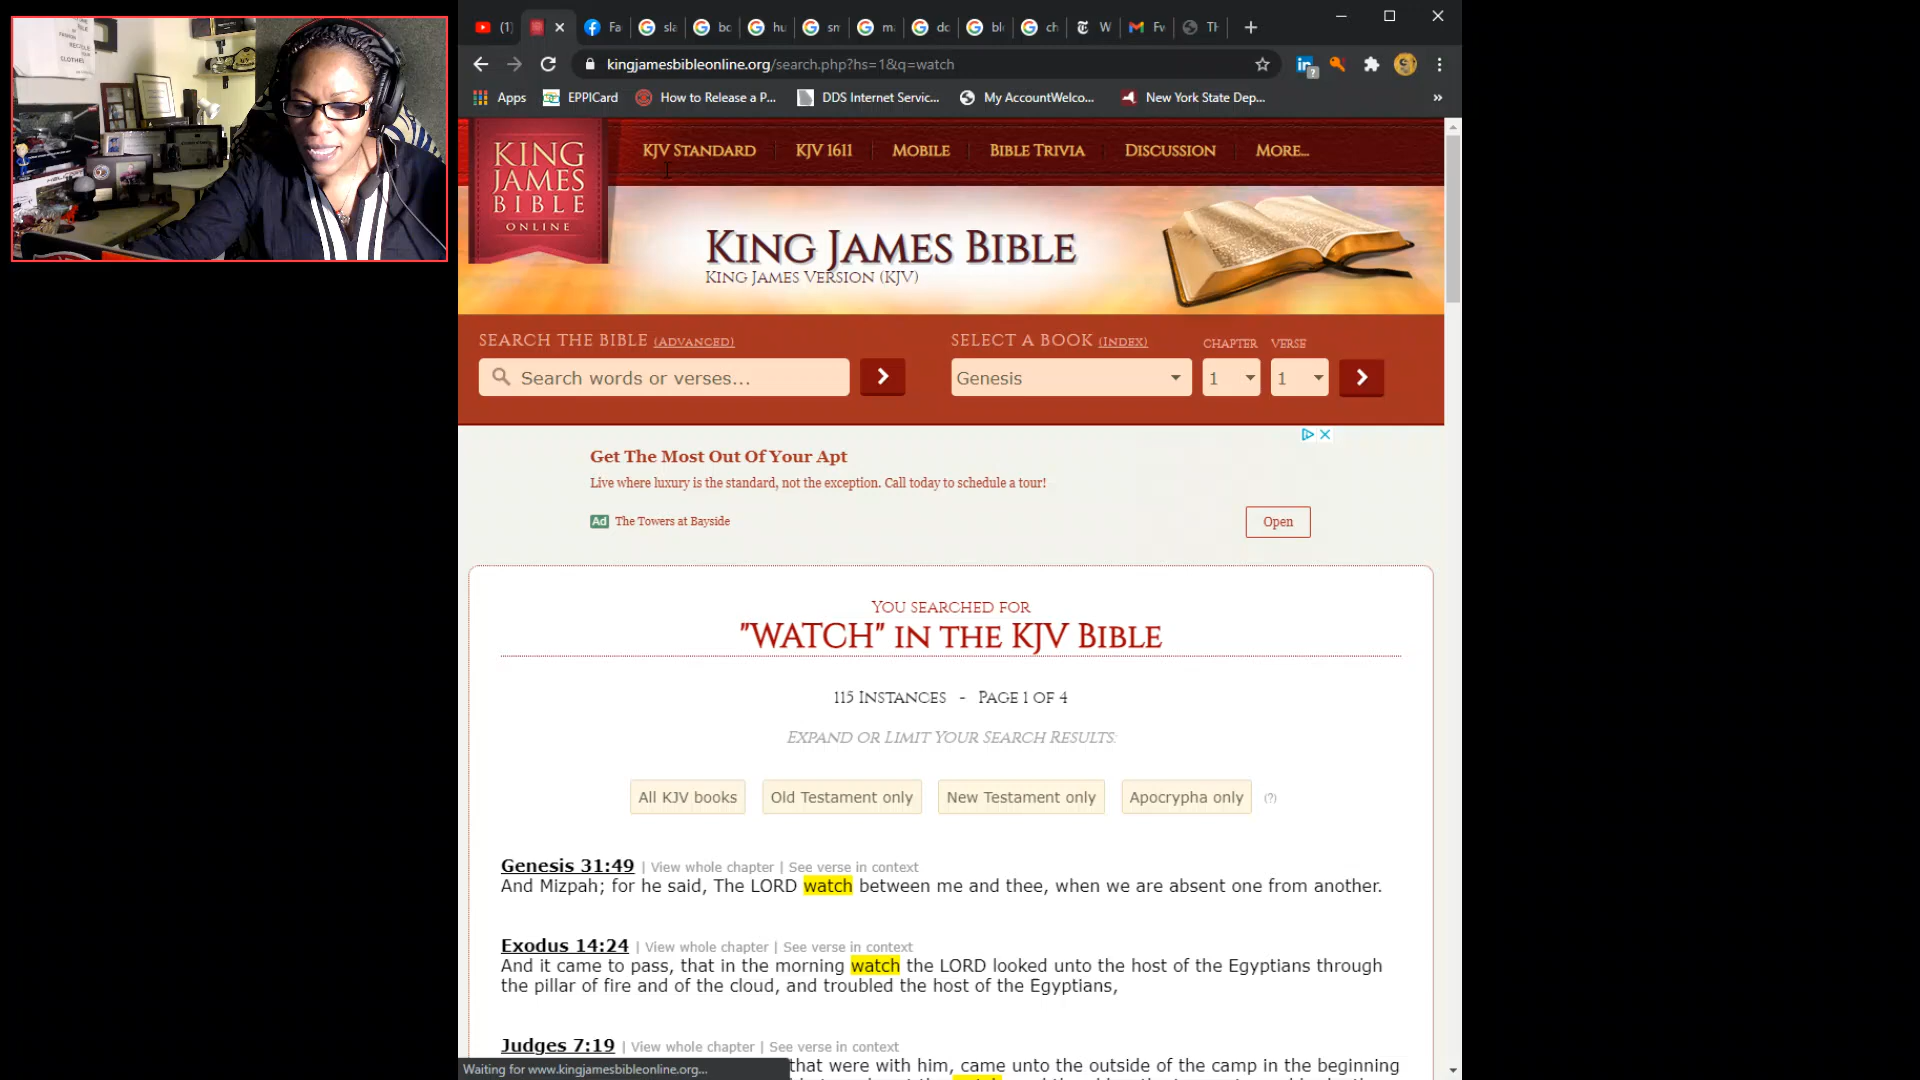 (1)
Fa
sla
bc
hu
sn
m
dc
bl
ch
W
Fv
Tł
kingjamesbibleonline.org/search.php?hs=1&q=watch
Apps
EPPICard
How to Release a P...
DDS Internet Servic...
My AccountWelco...
New York State Dep...
KING
JAMES
BIBLE
ONLINE
KJV STANDARD
KJV 1611
MOBILE
BIBLE TRIVIA
DISCUSSION
MORE...
KING JAMES BIBLE
KING JAMES VERSION (KJV)
SEARCH THE BIBLE (ADVANCED)
SELECT A BOOK (INDEX)
CHAPTER
VERSE
Search words or verses...
Genesis
1
1
Get The Most Out Of Your Apt
Live where luxury is the standard, not the exception. Call today to schedule a tour!
Ad The Towers at Bayside
Open
YOU SEARCHED FOR
"WATCH" IN THE KJV BIBLE
115 INSTANCES - PAGE 1 OF 4
EXPAND OR LIMIT YOUR SEARCH RESULTS:
All KJV books
Old Testament only
New Testament only
Apocrypha only
(?)
Genesis 31:49 | View whole chapter | See verse in context
And Mizpah; for he said, The LORD watch between me and thee, when we are absent one from another.
Exodus 14:24 | View whole chapter | See verse in context
And it came to pass, that in the morning watch the LORD looked unto the host of the Egyptians through
the pillar of fire and of the cloud, and troubled the host of the Egyptians,
Judges 7:19 | View whole chapter | See verse in context
that were with him, came unto the outside of the camp in the beginning
Waiting for www.kingjamesbibleonline.org...